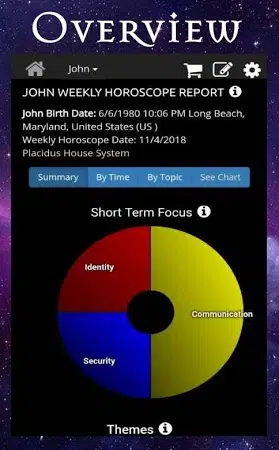 OVERVIEW
John
JOHN WEEKLY HOROSCOPE REPORT
John Birth Date: 6/6/1980 10:06 PM Long Beach,
Maryland, United States (US )
Weekly Horoscope Date: 11/4/2018
Placidus House System
Summary By Time By Topic See Chart
Short Term Focus
Identity
Communication
Security
Themes